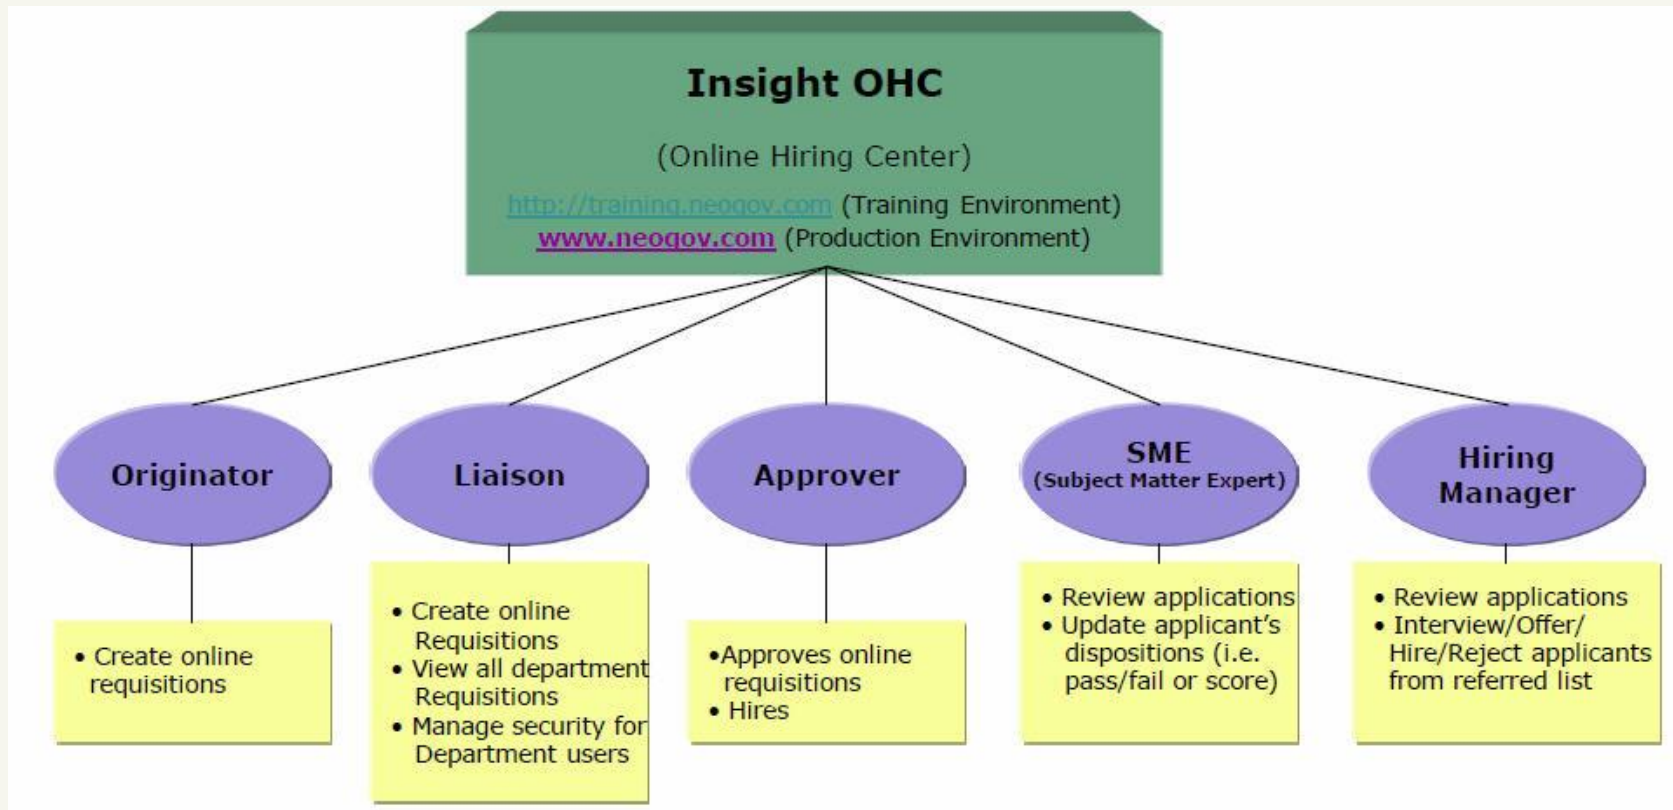 Insight OHC
(Online Hiring Center)
http://training.neogov.com (Training Environment)
www.neogov.com (Production Environment)
Originator
Liaison
Approver
SME
(Subject Matter Expert)
Hiring
Manager
• Create online
requisitions
• Create online
Requisitions
• View all department
Requisitions
• Manage security for
Department users
•Approves online
requisitions
• Hires
• Review applications
• Update applicant's
dispositions (i.e.
pass/fail or score)
• Review applications
• Interview/Offer/
Hire/Reject applicants
from referred list